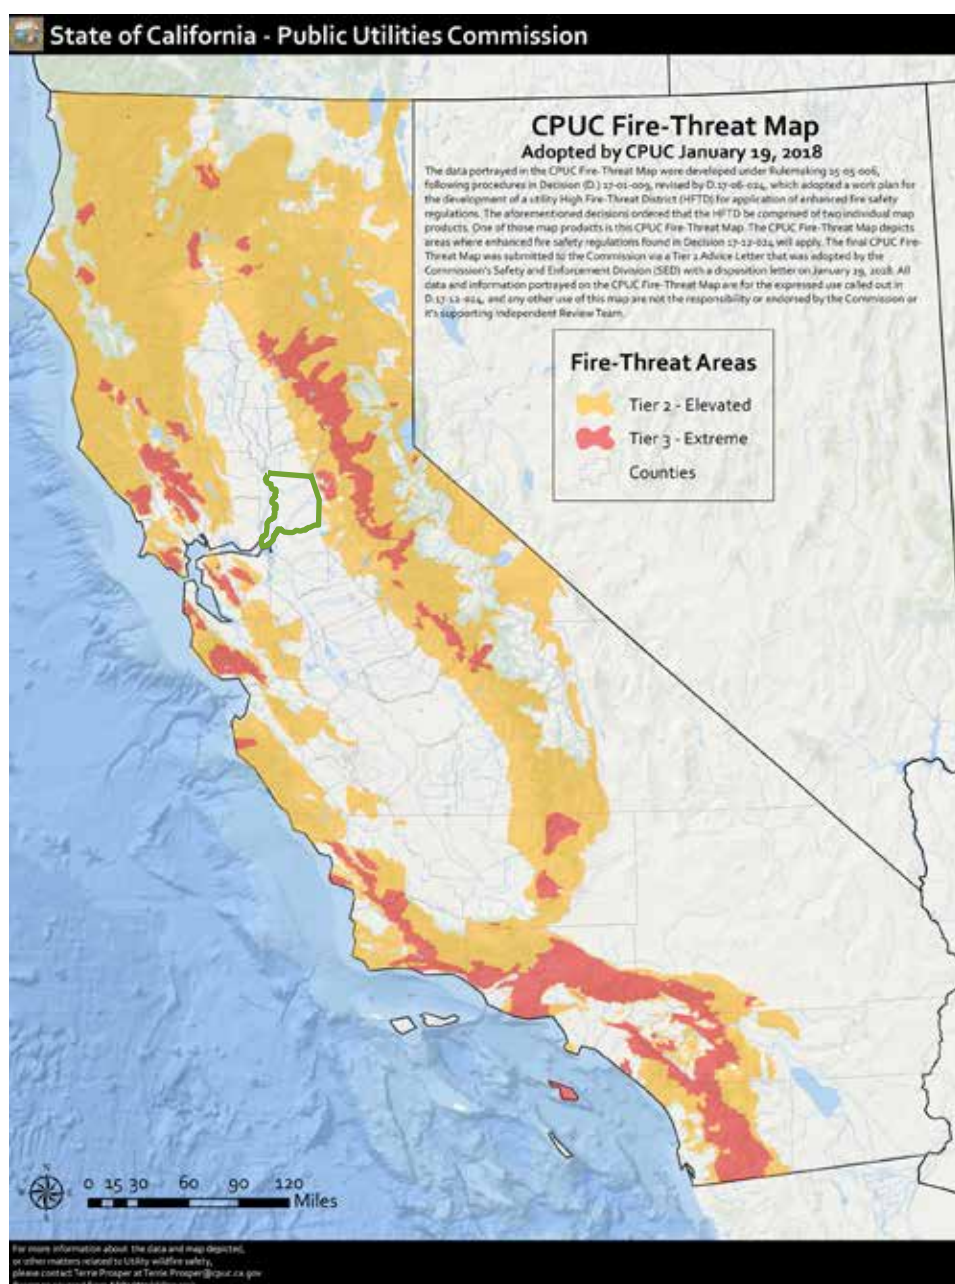 State of California - Public Utilities Commission
CPUC Fire-Threat Map
Adopted by CPUC January 19, 2018
The data portrayed in the CPUC Fire-Threat Map were developed under Rulemaking 15-05-006,
following procedures in Decision (D.) 17-01-009, revised by D.17-06-024, which adopted a work plan for
the development of a utility High Fire-Threat District (HFTD) for application of enhanced fire safety
regulations. The aforementioned decisions ordered that the HFTD be comprised of two individual map
products. One of those map products is this CPUC Fire-Threat Map. The CPUC Fire-Threat Map depicts
areas where enhanced fire safety regulations found in Decision 17-12-024 will apply. The final CPUC Fire-
Threat Map was submitted to the Commission via a Tier 1 Advice Letter that was adopted by the
Commission's Safety and Enforcement Division (SED) with a disposition letter on January 19, 2018. All
data and information portrayed on the CPUC Fire-Threat Map are for the expressed use called out in
D.17-12-024, and any other use of this map are not the responsibility or endorsed by the Commission or
it's supporting Independent Review Team.
Fire-Threat Areas
Tier 2 - Elevated
Tier 3 - Extreme
Counties
N
0 15 30 60 90 120
Miles
For more information about the data and map depicted,
or other matters related to Utility wildfire safety,
please contact Terrie Prosper at Terrie.Prosper@cpuc.ca.gov